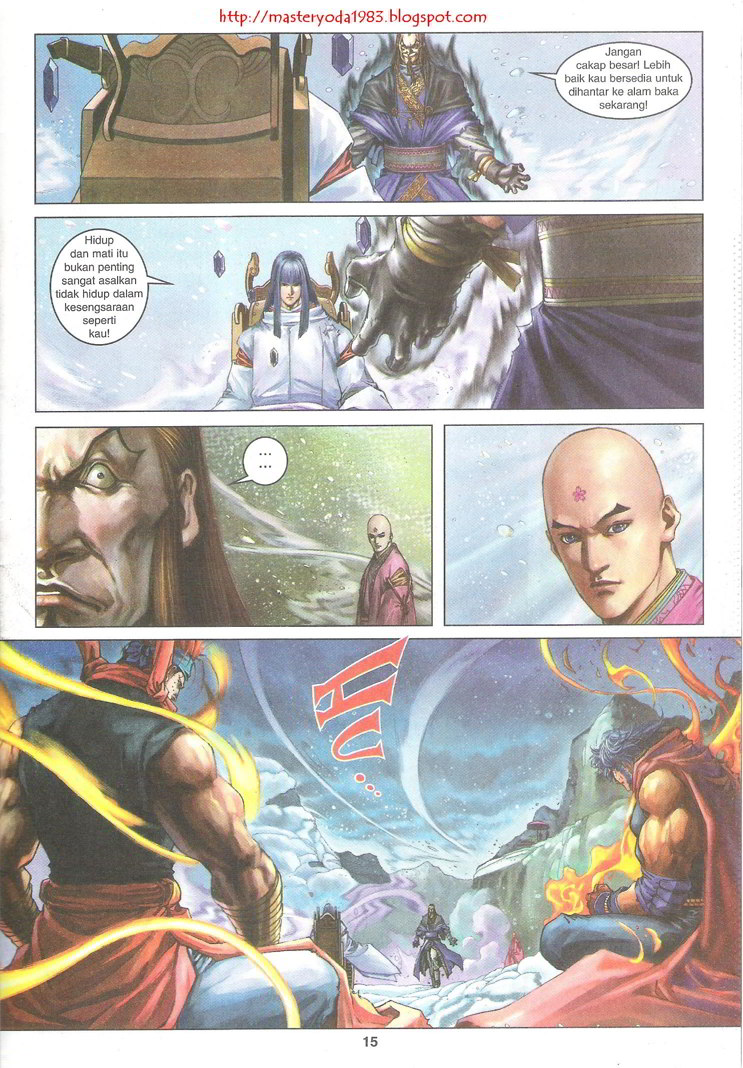 http://masteryoda1983.blogspot.com
Jangan
cakap besar! Lebih
baik kau bersedia untuk
dihantar ke alam baka
sekarang!
Hidup
dan mati itu
bukan penting
sangat asalkan
tidak hidup dalam
kesengsaraan
seperti
kau!
...
...
15